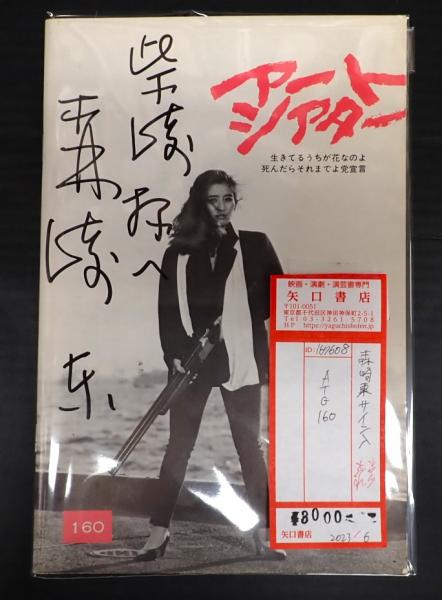 アートシアター
生きてるうちが花なのよ
死んだらそれまでよ党宣言
柴崎様へ
森崎東
160
映画・演劇・演芸書専門
矢口書店
〒101-0051
東京都千代田区神田神保町2-5-1
Tel 03-3261-5708
HP https://yaguchishoten.jp/
ID: 167608
森崎東サイン入
ATG
160
¥8000
矢口書店
2023/6